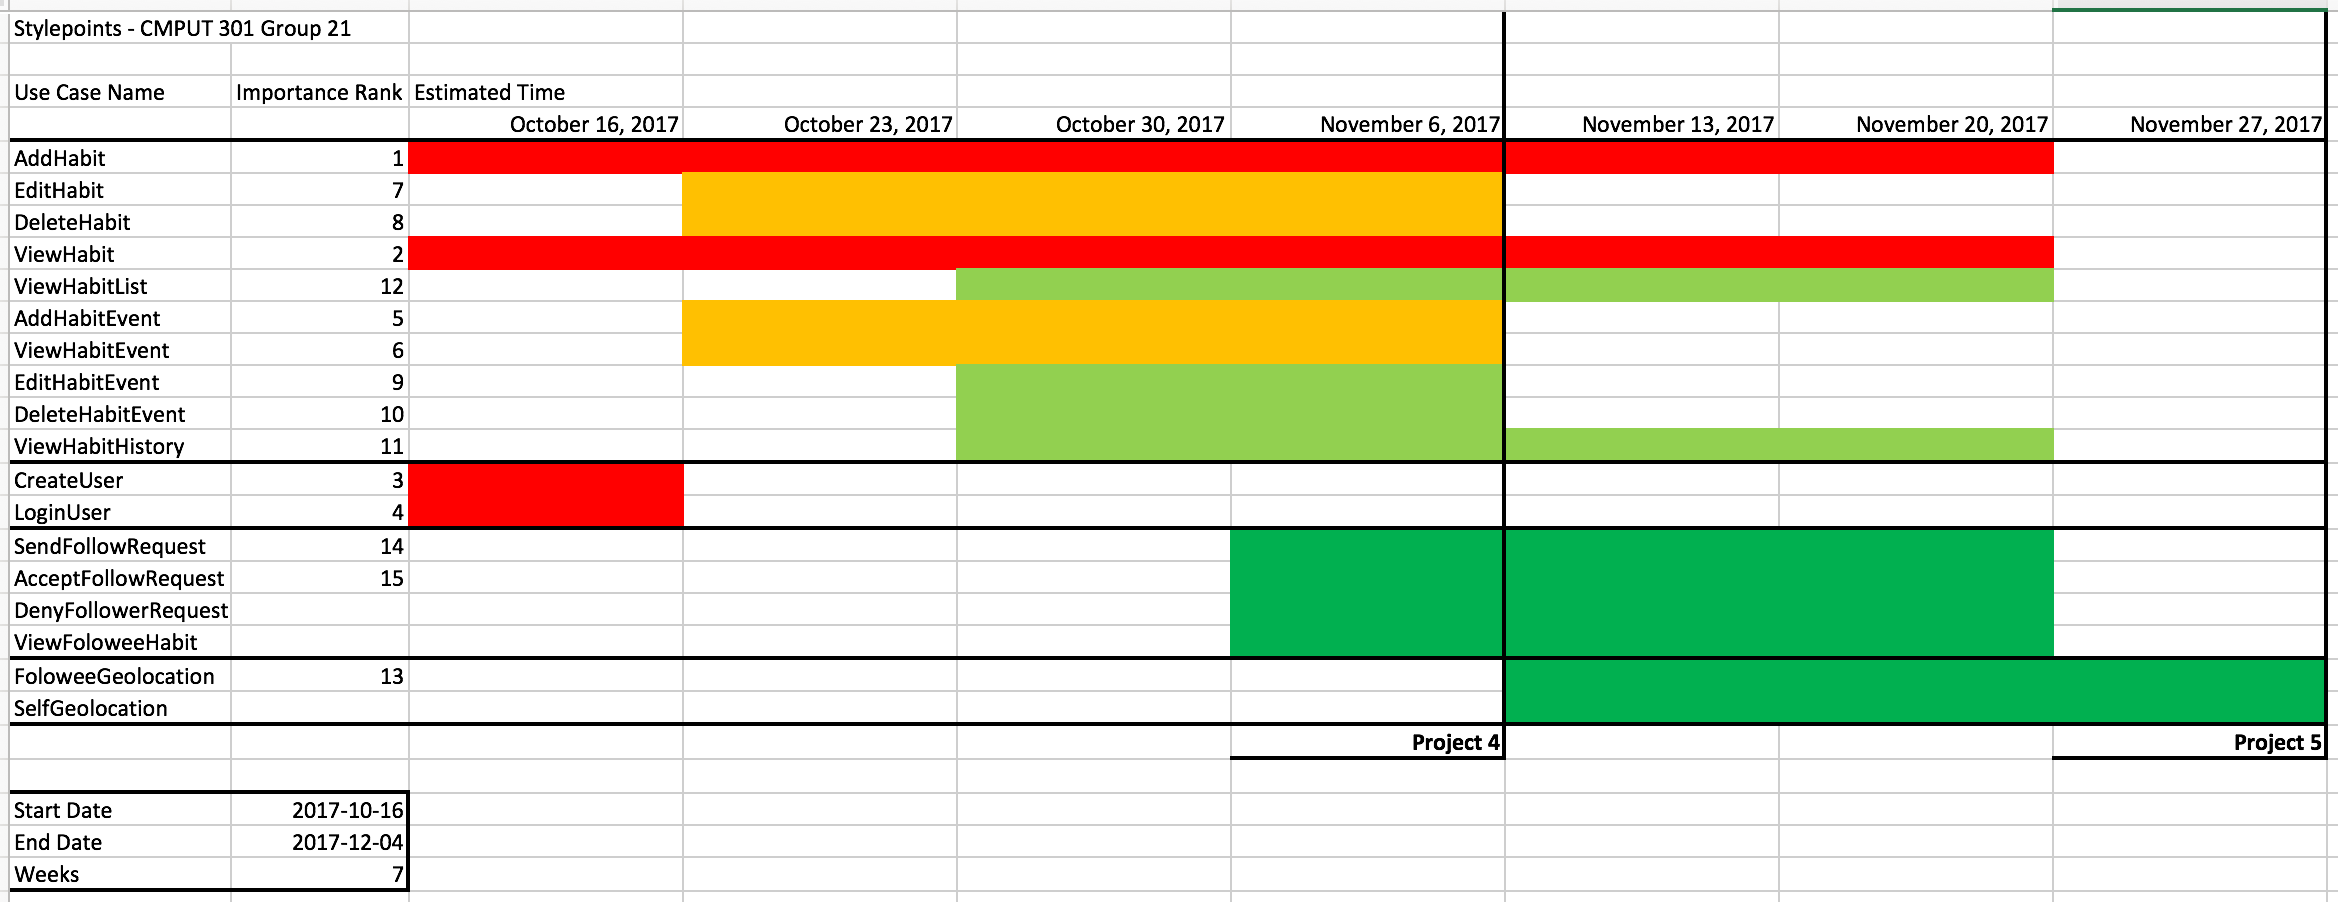 Stylepoints - CMPUT 301 Group 21
Use Case Name Importance Rank Estimated Time
October 16, 2017 October 23, 2017 October 30, 2017 November 6, 2017 November 13, 2017 November 20, 2017 November 27, 2017
AddHabit 1
EditHabit 7
DeleteHabit 8
ViewHabit 2
ViewHabitList 12
AddHabitEvent 5
ViewHabitEvent 6
EditHabitEvent 9
DeleteHabitEvent 10
ViewHabitHistory 11
CreateUser 3
LoginUser 4
SendFollowRequest 14
AcceptFollowRequest 15
DenyFollowerRequest
ViewFoloweeHabit
FoloweeGeolocation 13
SelfGeolocation
Project 4 Project 5
Start Date 2017-10-16
End Date 2017-12-04
Weeks 7